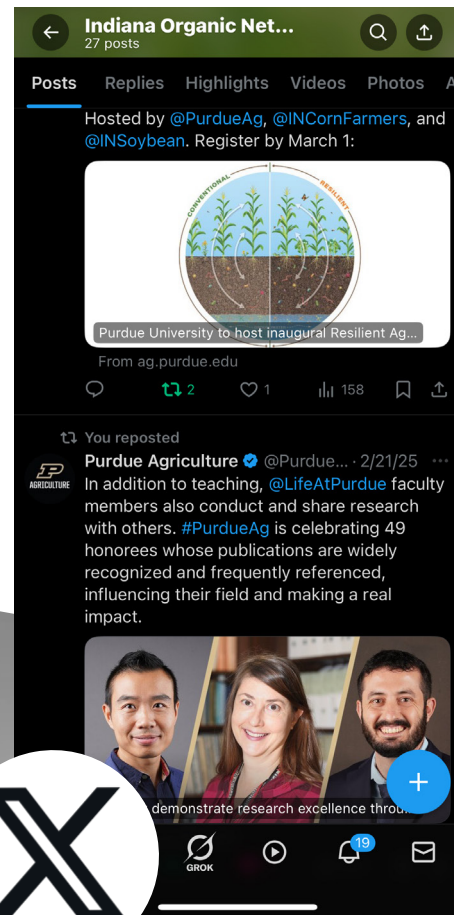 Indiana Organic Net...
27 posts
Posts Replies Highlights Videos Photos A
Hosted by @PurdueAg, @INCornFarmers, and
@INSoybean. Register by March 1:
CONVENTIONAL RESILIENT
Purdue University to host inaugural Resilient Ag...
From ag.purdue.edu
2 1 158
You reposted
Purdue Agriculture @Purdue... · 2/21/25 ...
P
AGRICULTURE
In addition to teaching, @LifeAtPurdue faculty
members also conduct and share research
with others. #PurdueAg is celebrating 49
honorees whose publications are widely
recognized and frequently referenced,
influencing their field and making a real
impact.
demonstrate research excellence throu...
X
GROK
19